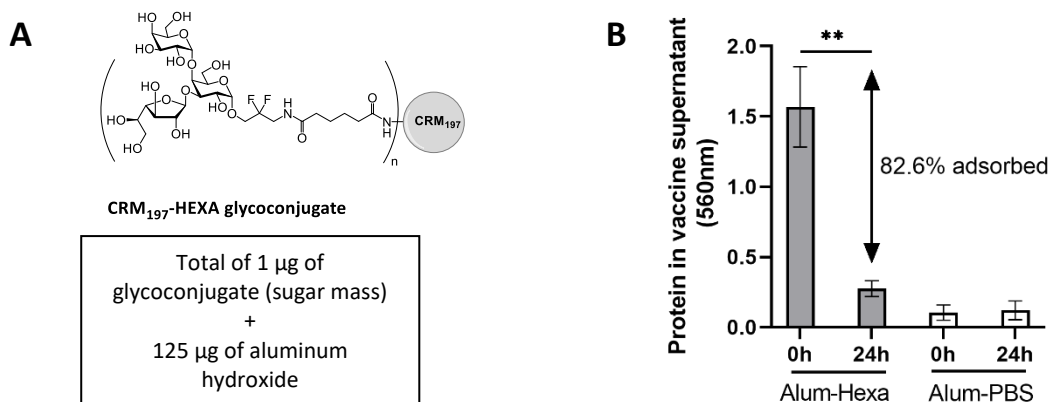 A
HO OH
O
HO
HO O OH
HO O
O F F O
HO O HO O N H N H CRM197
HO OH O n
HO
CRM197-HEXA glycoconjugate
Total of 1 µg of
glycoconjugate (sugar mass)
+
125 µg of aluminum
hydroxide
B
Protein in vaccine supernatant
(560nm)
2.0
1.5
1.0
0.5
0.0
**
82.6% adsorbed
0h 24h 0h 24h
Alum-Hexa Alum-PBS